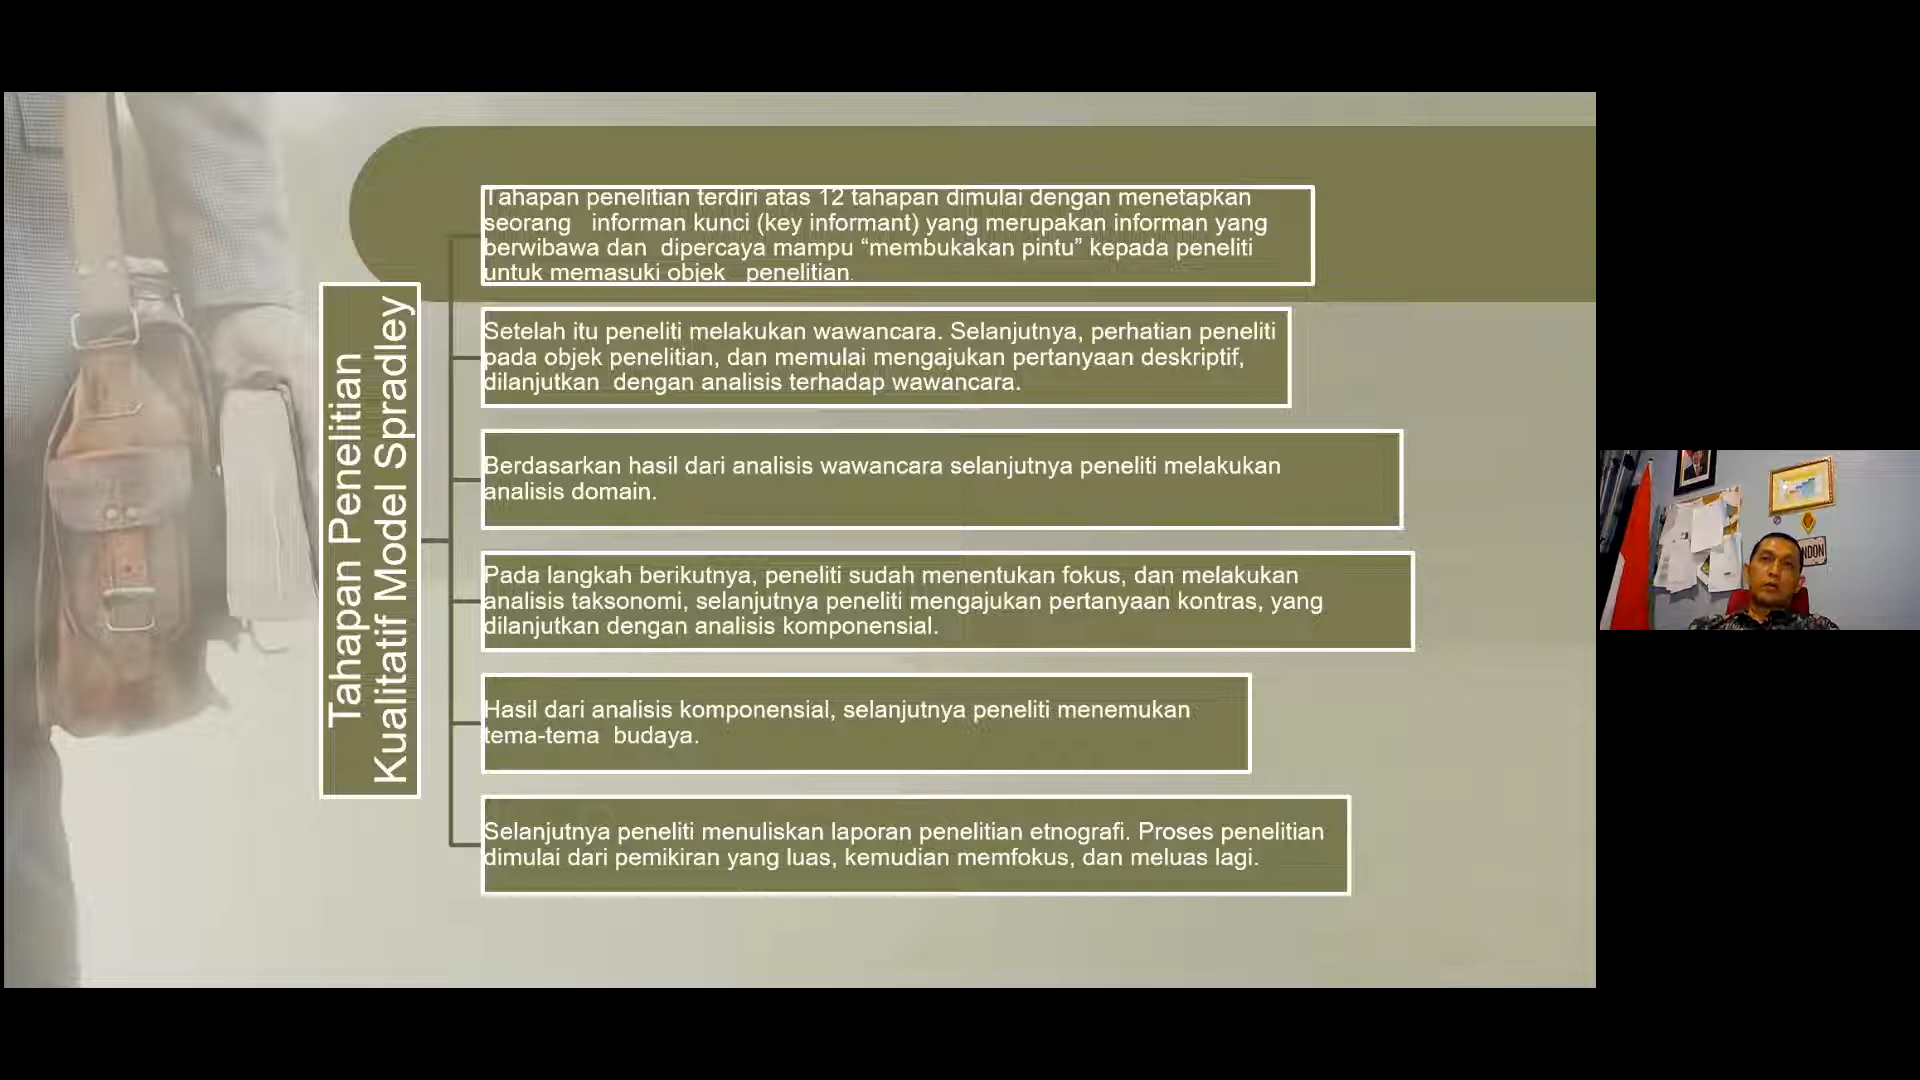 Tahapan Penelitian
Kualitatif Model Spradley
Tahapan penelitian terdiri atas 12 tahapan dimulai dengan menetapkan
seorang informan kunci (key informant) yang merupakan informan yang
berwibawa dan dipercaya mampu “membukakan pintu” kepada peneliti
untuk memasuki objek penelitian.
Setelah itu peneliti melakukan wawancara. Selanjutnya, perhatian peneliti
pada objek penelitian, dan memulai mengajukan pertanyaan deskriptif,
dilanjutkan dengan analisis terhadap wawancara.
Berdasarkan hasil dari analisis wawancara selanjutnya peneliti melakukan
analisis domain.
Pada langkah berikutnya, peneliti sudah menentukan fokus, dan melakukan
analisis taksonomi, selanjutnya peneliti mengajukan pertanyaan kontras, yang
dilanjutkan dengan analisis komponensial.
Hasil dari analisis komponensial, selanjutnya peneliti menemukan
tema-tema budaya.
Selanjutnya peneliti menuliskan laporan penelitian etnografi. Proses penelitian
dimulai dari pemikiran yang luas, kemudian memfokus, dan meluas lagi.
NDON